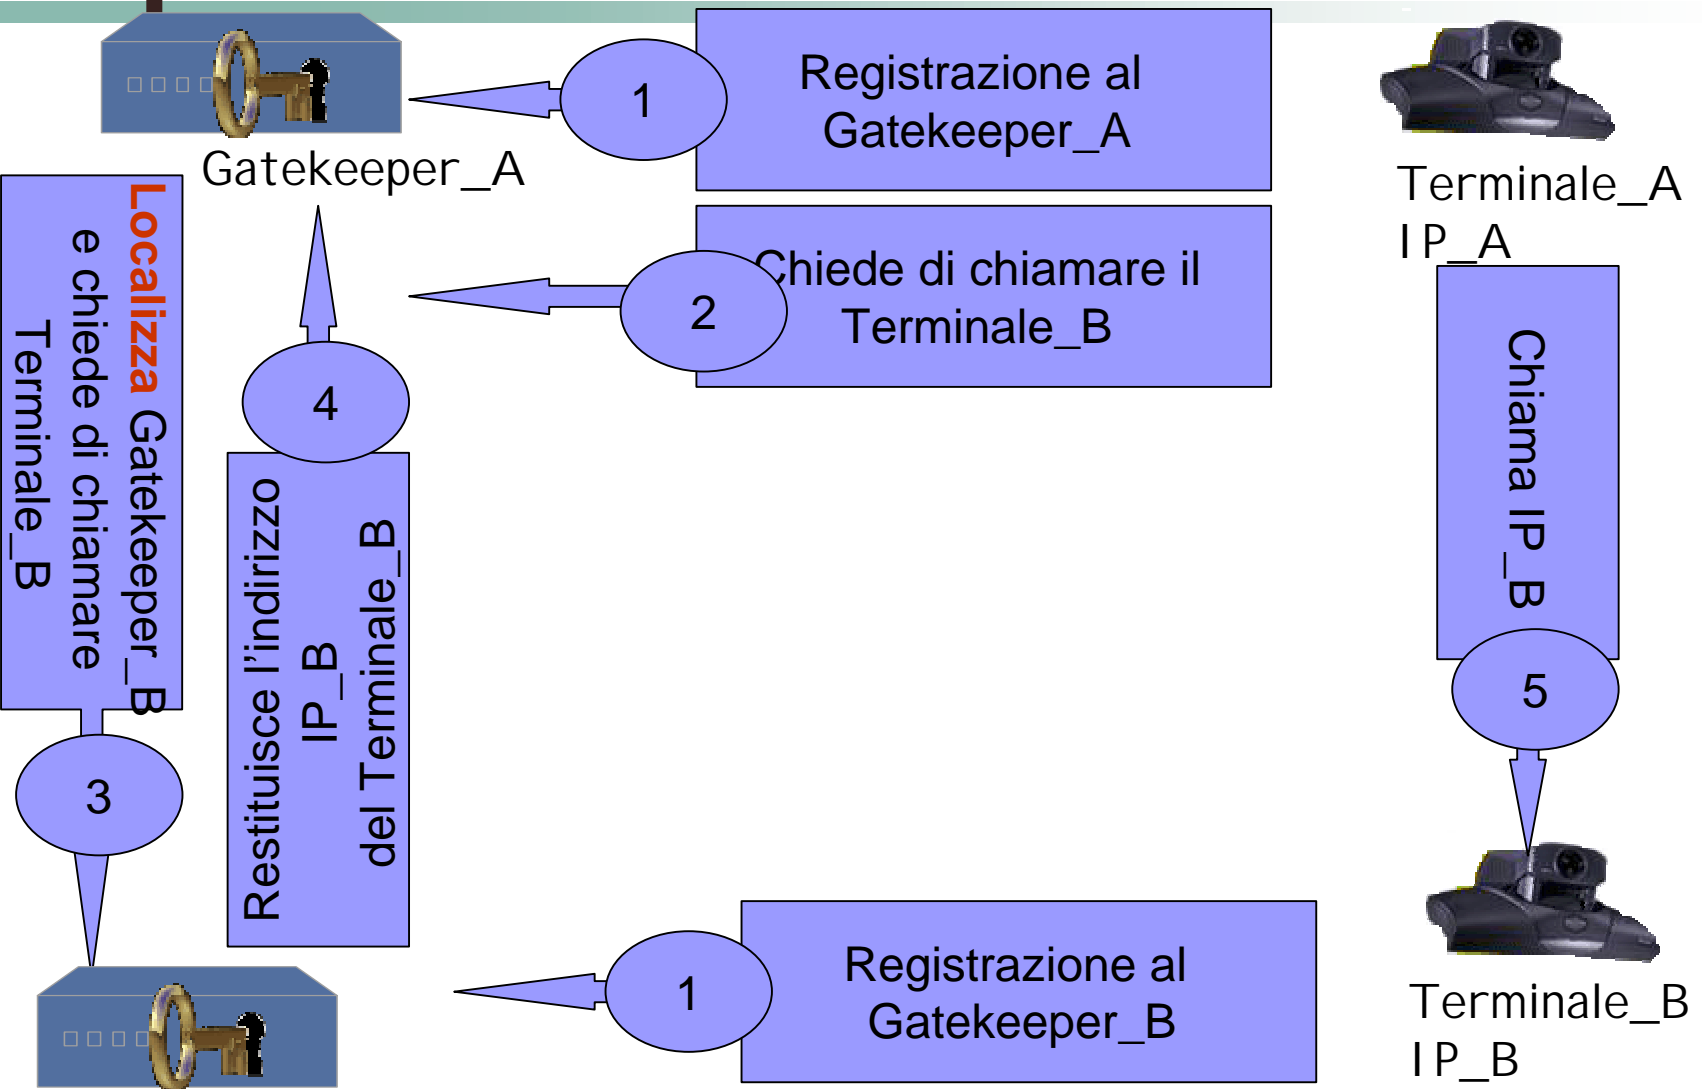 1
Registrazione al
Gatekeeper_A
Gatekeeper_A
Terminale_A
IP_A
2
Chiede di chiamare il
Terminale_B
Localizza Gatekeeper_B
e chiede di chiamare
Terminale_B
3
4
Restituisce l'indirizzo
IP_B
del Terminale_B
Chiama IP_B
5
1
Registrazione al
Gatekeeper_B
Terminale_B
IP_B